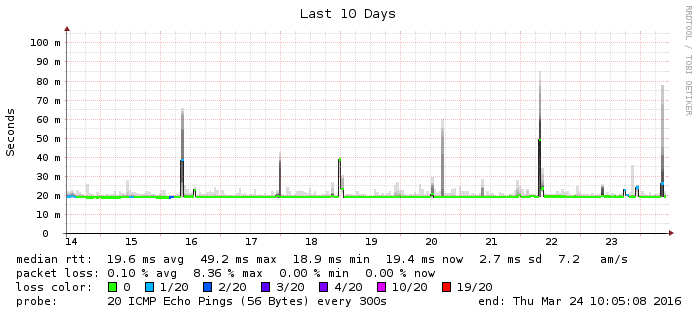 Last 10 Days
RRDTOOL / TOBI OETIKER
Seconds
100 m
90 m
80 m
70 m
60 m
50 m
40 m
30 m
20 m
10 m
0
14 15 16 17 18 19 20 21 22 23
median rtt: 19.6 ms avg 49.2 ms max 18.9 ms min 19.4 ms now 2.7 ms sd 7.2 am/s
packet loss: 0.10 % avg 8.36 % max 0.00 % min 0.00 % now
loss color: 0 1/20 2/20 3/20 4/20 10/20 19/20
probe: 20 ICMP Echo Pings (56 Bytes) every 300s end: Thu Mar 24 10:05:08 2016